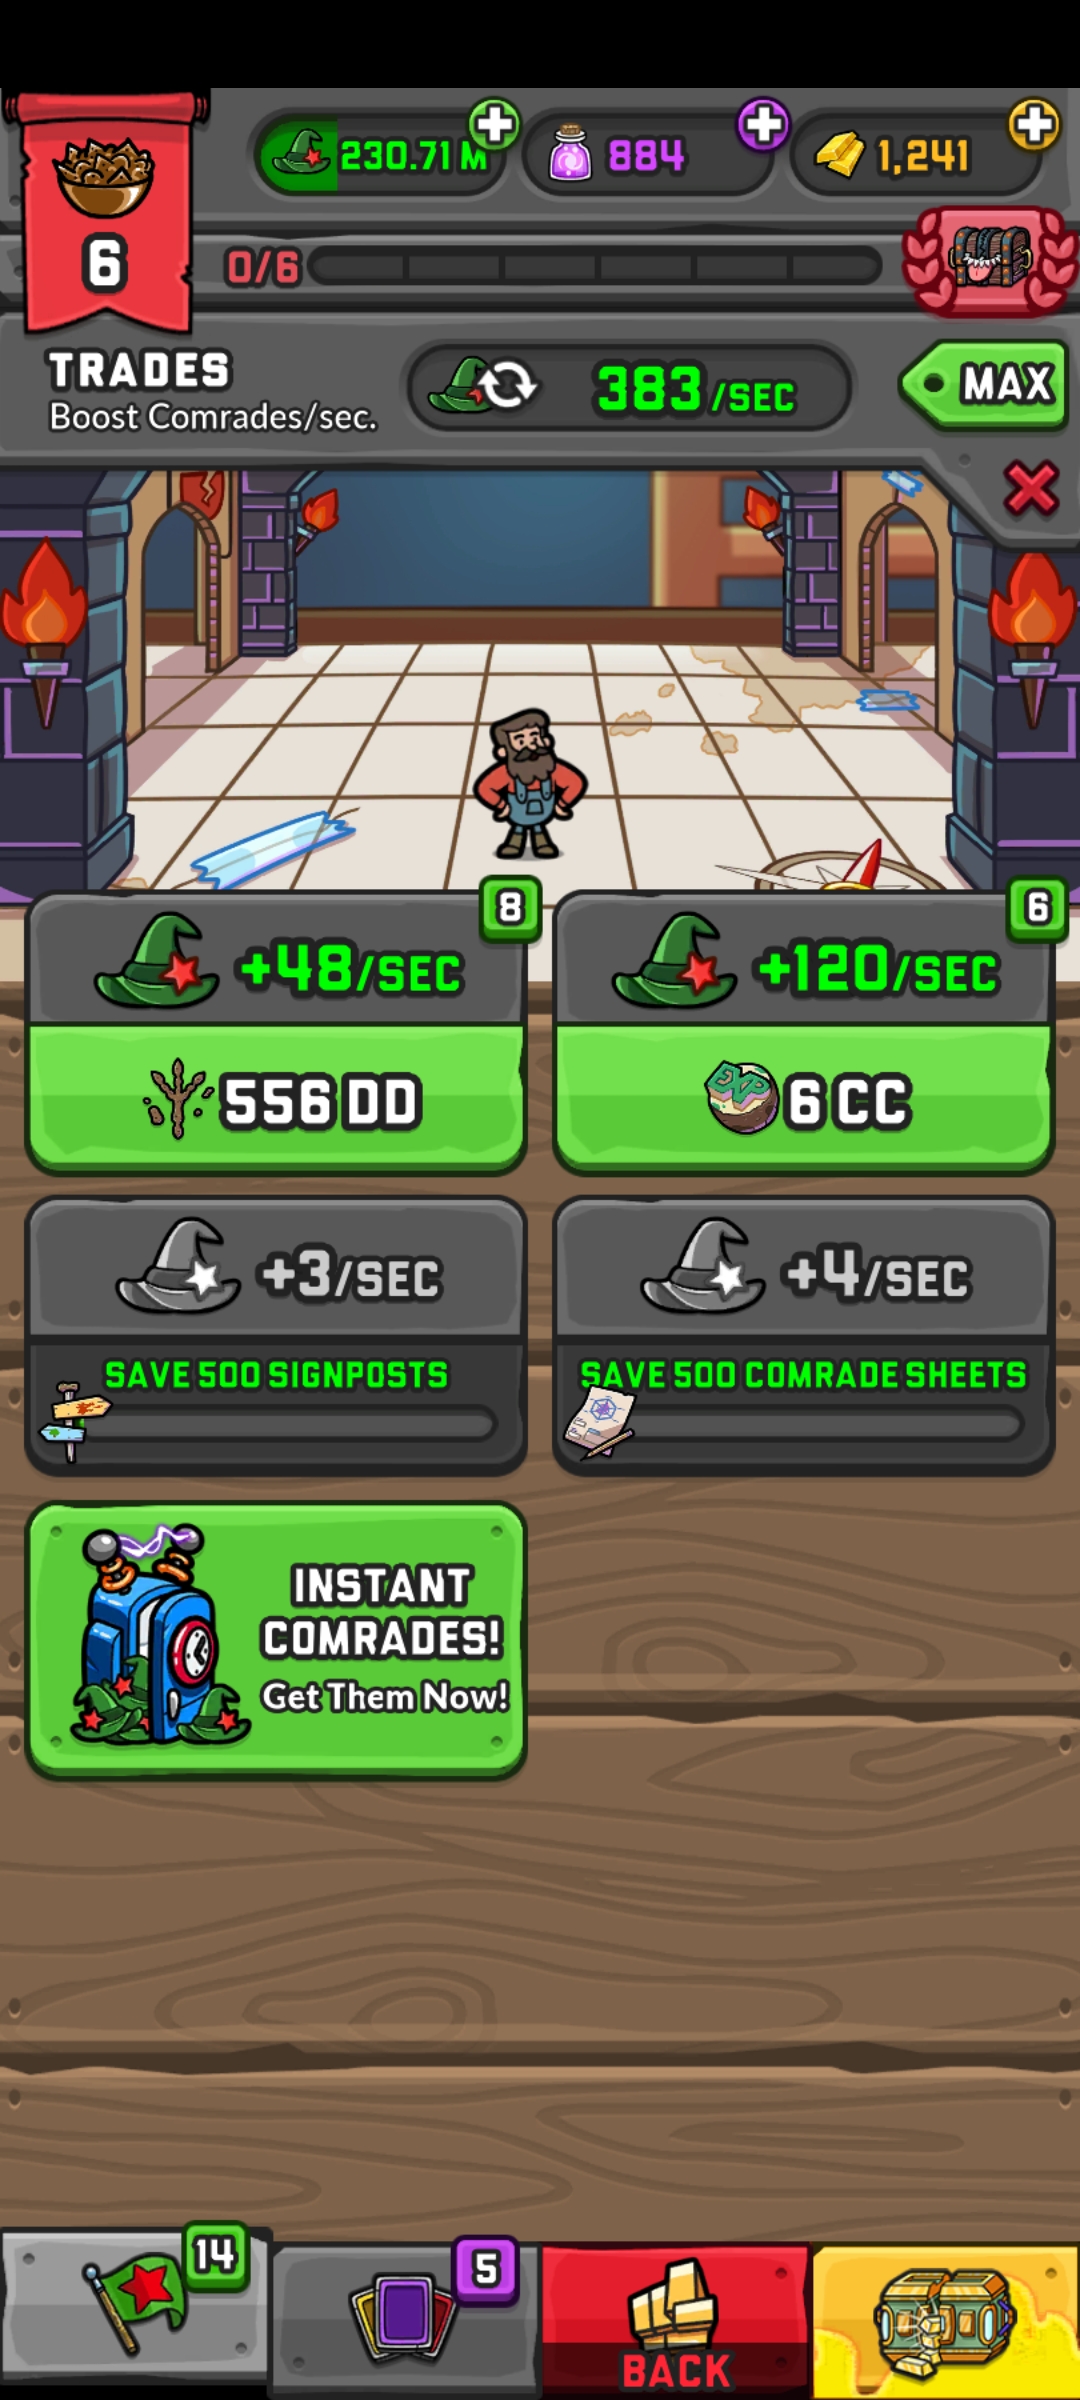 230.71 M
884
1,241
6
0/6
TRADES
Boost Comrades/sec.
383 /SEC
MAX
8
+48/SEC
556 DD
6
+120/SEC
EXP
6 CC
+3/SEC
SAVE 500 SIGNPOSTS
+4/SEC
SAVE 500 COMRADE SHEETS
INSTANT
COMRADES!
Get Them Now!
14
5
BACK